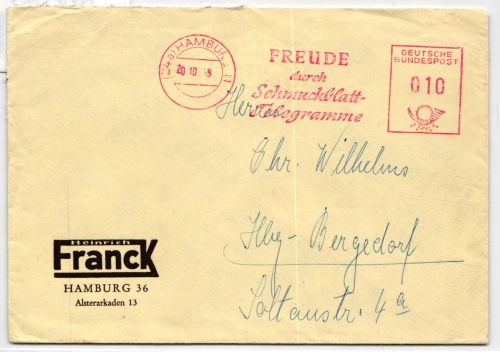 (24a) HAMBURG 11
20.10.59
FREUDE
durch
Schmuckblatt-
Telegramme
DEUTSCHE
BUNDESPOST
010
Herrn
Chr. Wilhelms
Hbg-Bergedorf
Soltaustr. 4a
Heinrich
Franck
HAMBURG 36
Alsterarkaden 13